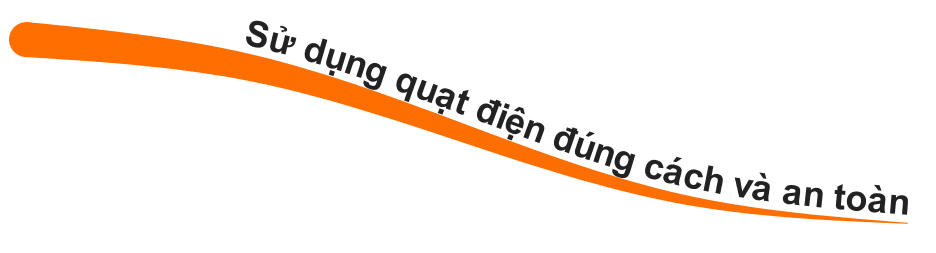 Sử dụng quạt điện đúng cách và an toàn